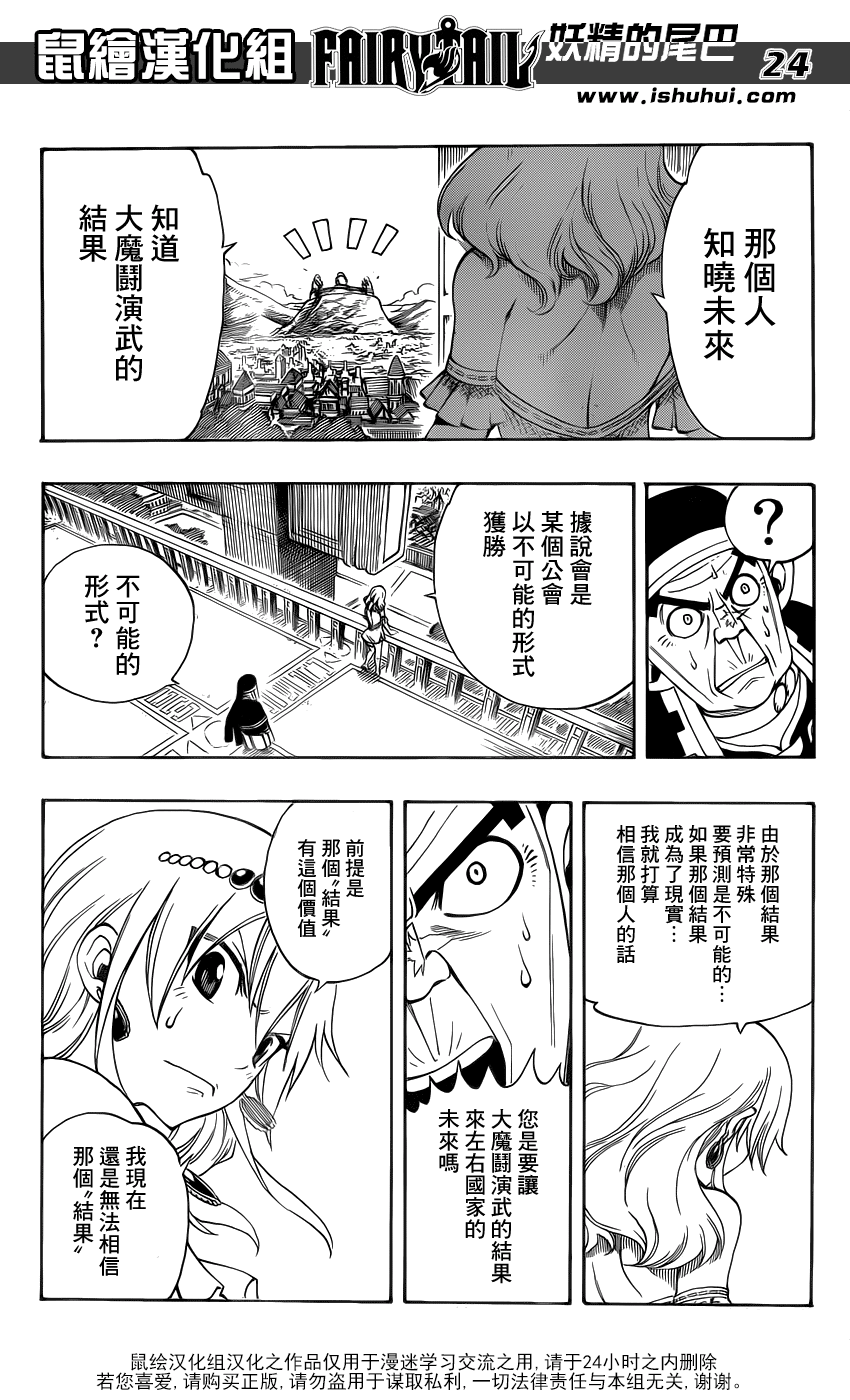 鼠繪漢化組
FAIRY TAIL
妖精的尾巴
24
www.ishuhui.com
那個人
知曉未來
知道
大魔鬪演武的
結果
？
據說會是
某個公會
以不可能的形式
獲勝
不可能的
形式？
由於那個結果
非常特殊
要預測是不可能的…
如果那個結果
成為了現實…
我就打算
相信那個人的話
您是要讓
大魔鬪演武的結果
來左右國家的
未來嗎
前提是
那個〝結果〞
有這個價值
我現在
還是無法相信
那個〝結果〞
鼠绘汉化组汉化之作品仅用于漫迷学习交流之用, 请于24小时之内删除
若您喜爱, 请购买正版, 请勿盗用于谋取私利, 一切法律责任与本组无关, 谢谢。